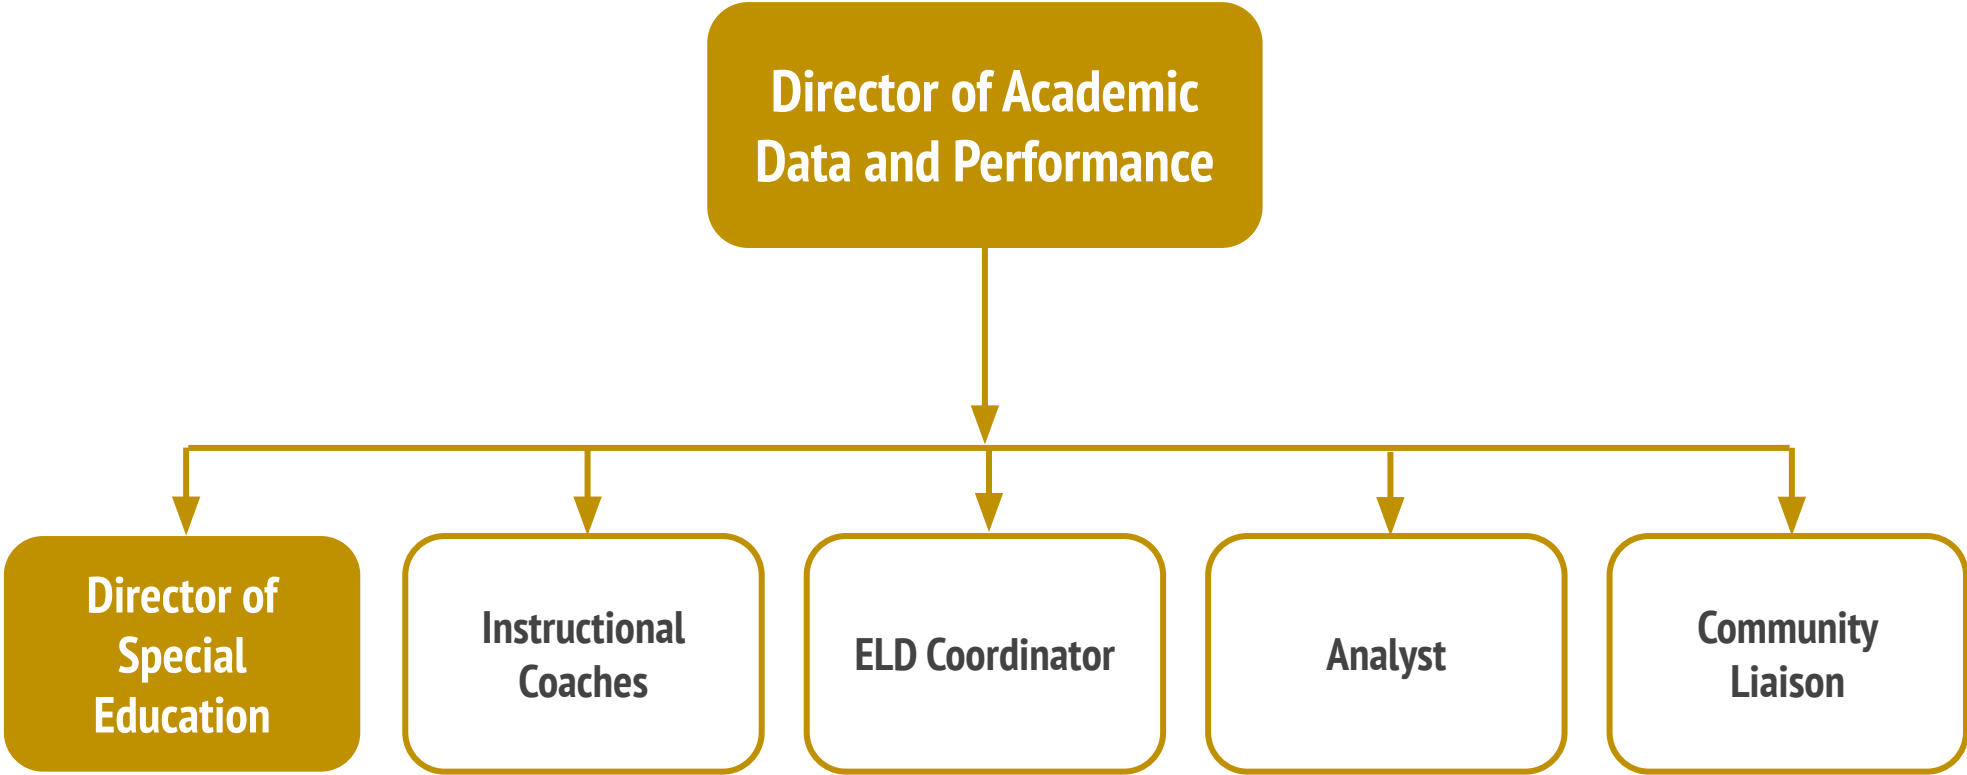 Director of Academic
Data and Performance
Director of
Special
Education
Instructional
Coaches
ELD Coordinator
Analyst
Community
Liaison